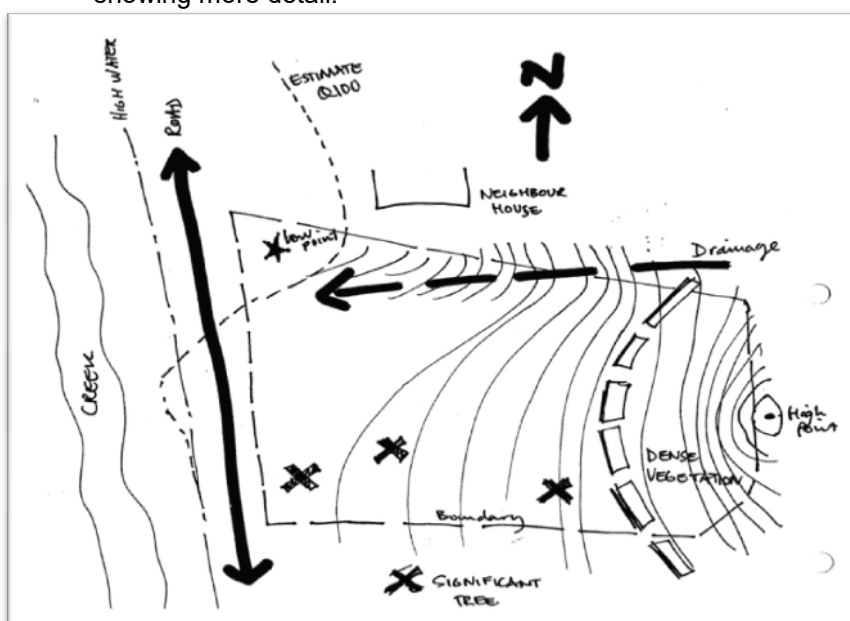 showing more detail.
HIGH WATER
ROAD
ESTIMATE
Q100
N
NEIGHBOUR
HOUSE
Low
point
Drainage
CREEK
High
Point
DENSE
VEGETATION
Boundary
SIGNIFICANT
TREE